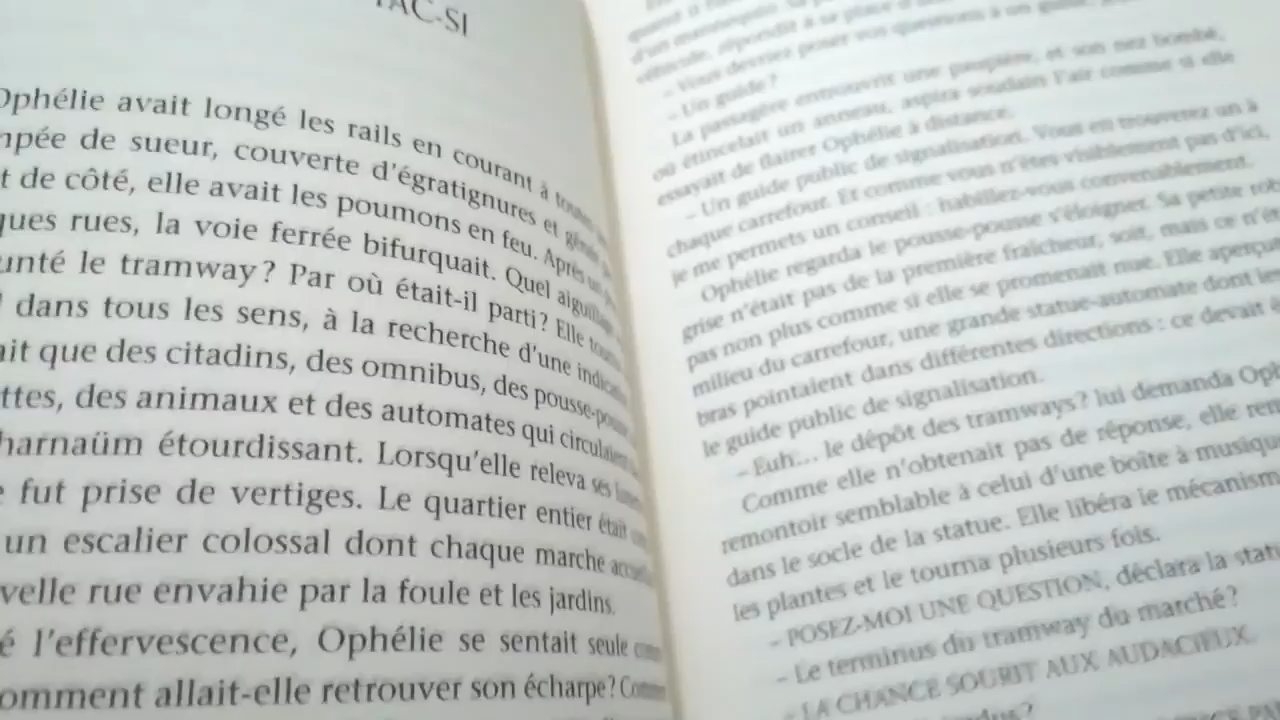 TAC-SI
Ophélie avait longé les rails en courant à toutes
mpée de sueur, couverte d'égratignures et
t de côté, elle avait les poumons en feu. Après un
ques rues, la voie ferrée bifurquait. Quel aiguillage
unté le tramway? Par où était-il parti? Elle
dans tous les sens, à la recherche d'une
ait que des citadins, des omnibus, des pousse-pousse
ttes, des animaux et des automates qui circulaient
harnaüm étourdissant. Lorsqu'elle releva ses
fut prise de vertiges. Le quartier entier était
un escalier colossal dont chaque marche
velle rue envahie par la foule et les jardins.
é l'effervescence, Ophélie se sentait seule
omment allait-elle retrouver son écharpe?
véhicule, répondit à sa place
– Vous devriez poser vos questions à un guide,
– Un guide?
La passagère entrouvrit une paupière, et son nez bombé,
où étincelait un anneau, aspira soudain l'air comme si elle
essayait de flairer Ophélie à distance.
– Un guide public de signalisation. Vous en trouverez un à
chaque carrefour. Et comme vous n'êtes visiblement pas d'ici,
je me permets un conseil : habillez-vous convenablement.
Ophélie regarda le pousse-pousse s'éloigner. Sa petite
grise n'était pas de la première fraîcheur, soit, mais ce
pas non plus comme si elle se promenait nue. Elle aperçut
milieu du carrefour, une grande statue-automate dont les
bras pointaient dans différentes directions : ce devait
le guide public de signalisation.
– Euh... le dépôt des tramways? lui demanda Oph
Comme elle n'obtenait pas de réponse, elle
remontoir semblable à celui d'une boîte à musique
dans le socle de la statue. Elle libéra le mécanisme
les plantes et le tourna plusieurs fois.
– POSEZ-MOI UNE QUESTION, déclara la statue
– Le terminus du tramway du marché?
– LA CHANCE SOURIT AUX AUDACIEUX.